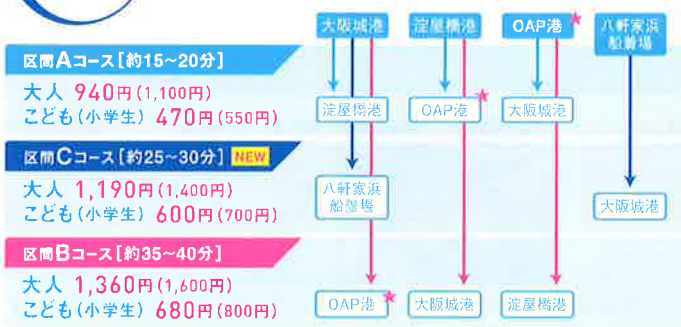 大阪城港 淀屋橋港 OAP港★ 八軒家浜
船着場
区間Aコース[約15~20分]
大人 940円(1,100円)
こども(小学生) 470円(550円)
淀屋橋港 OAP港★ 大阪城港
区間Cコース[約25~30分] NEW
大人 1,190円(1,400円)
こども(小学生) 600円(700円)
八軒家浜
船着場
大阪城港
区間Bコース[約35~40分]
大人 1,360円(1,600円)
こども(小学生) 680円(800円)
OAP港★ 大阪城港 淀屋橋港